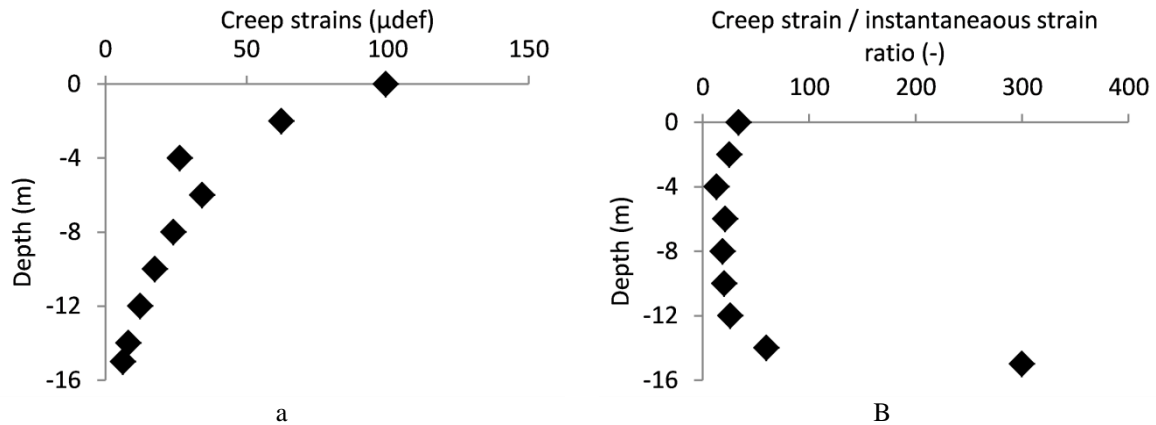 Creep strains (μdef)
0 50 100 150
0
-4
-8
-12
-16
Depth (m)
a
Creep strain / instantaneaous strain
ratio (-)
0 100 200 300 400
0
-4
-8
-12
-16
Depth (m)
B